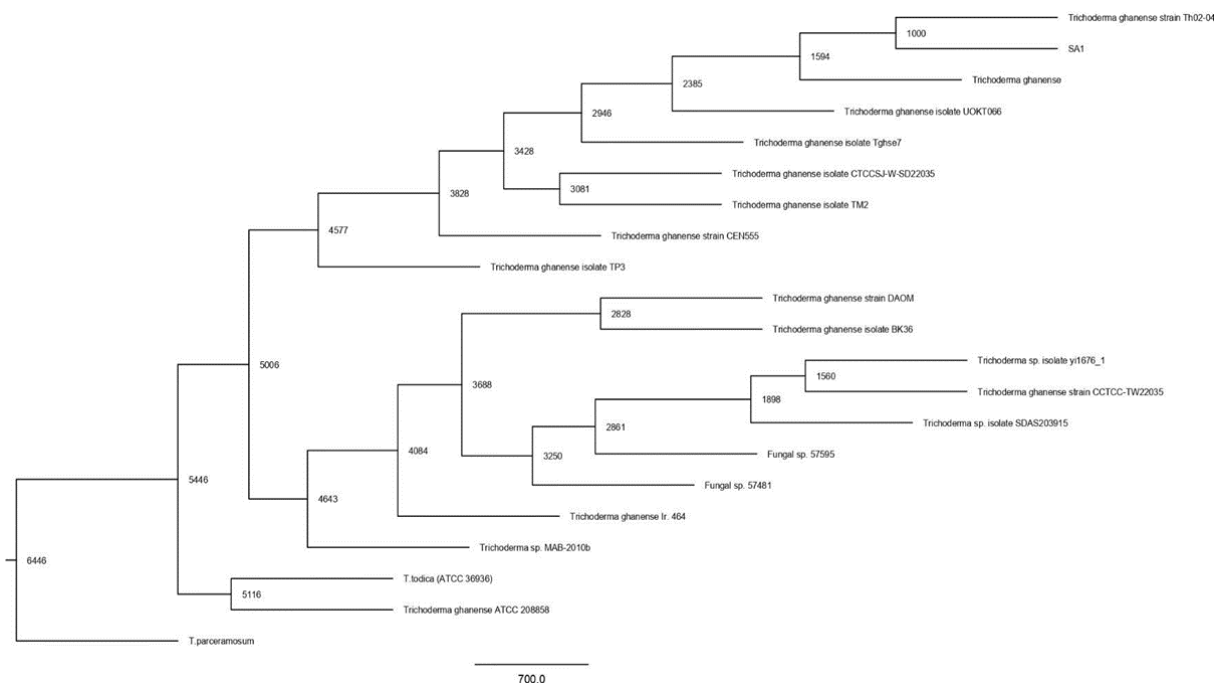 Trichoderma ghanense strain Th02-04
1000
SA1
1594
Trichoderma ghanense
2385
Trichoderma ghanense isolate UOKT066
2946
Trichoderma ghanense isolate Tghse7
3428
Trichoderma ghanense isolate CTCCSJ-W-SD22035
3081
3828
Trichoderma ghanense isolate TM2
4577
Trichoderma ghanense strain CEN555
Trichoderma ghanense isolate TP3
Trichoderma ghanense strain DAOM
2828
Trichoderma ghanense isolate BK36
5006
Trichoderma sp. isolate yi1676_1
1560
3688
Trichoderma ghanense strain CCTCC-TW22035
1898
Trichoderma sp. isolate SDAS203915
2861
4084
Fungal sp. 57595
3250
5446
Fungal sp. 57481
4643
Trichoderma ghanense Ir. 464
Trichoderma sp. MAB-2010b
6446
T.todica (ATCC 36936)
5116
Trichoderma ghanense ATCC 208858
T.parceramosum
700.0